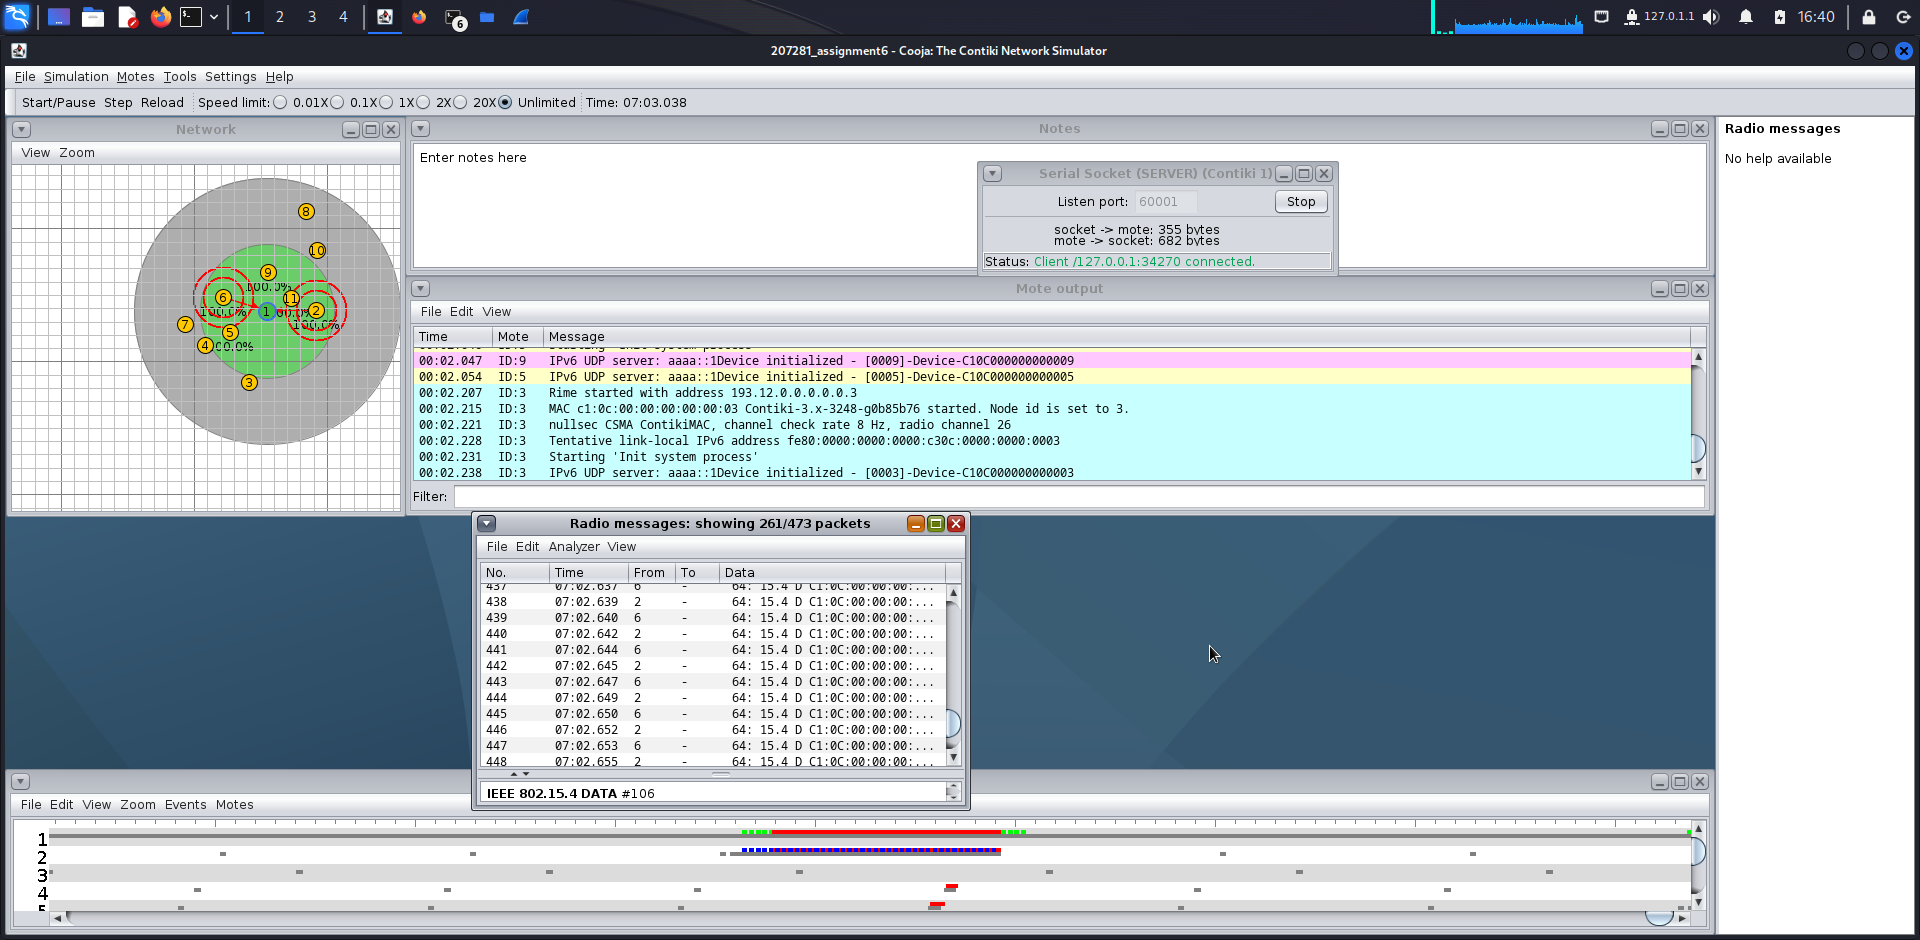 1 2 3 4 6 127.0.1.1 16:40
207281_assignment6 - Cooja: The Contiki Network Simulator
File Simulation Motes Tools Settings Help
Start/Pause Step Reload Speed limit: 0.01X 0.1X 1X 2X 20X Unlimited Time: 07:03.038
Network
View Zoom
8
10
9
100.0%
6 11
1 2
100.0%
100.0%
7
5
4
3
Notes
Enter notes here
Serial Socket (SERVER) (Contiki 1)
Listen port: 60001 Stop
socket -> mote: 355 bytes
mote -> socket: 682 bytes
Status: Client /127.0.0.1:34270 connected.
Radio messages
No help available
Mote output
File Edit View
Time Mote Message
00:02.047 ID:9 IPv6 UDP server: aaaa::1Device initialized - [0009]-Device-C10C000000000009
00:02.054 ID:5 IPv6 UDP server: aaaa::1Device initialized - [0005]-Device-C10C000000000005
00:02.207 ID:3 Rime started with address 193.12.0.0.0.0.0.3
00:02.215 ID:3 MAC c1:0c:00:00:00:00:00:03 Contiki-3.x-3248-g0b85b76 started. Node id is set to 3.
00:02.221 ID:3 nullsec CSMA ContikiMAC, channel check rate 8 Hz, radio channel 26
00:02.228 ID:3 Tentative link-local IPv6 address fe80:0000:0000:0000:c30c:0000:0000:0003
00:02.231 ID:3 Starting 'Init system process'
00:02.238 ID:3 IPv6 UDP server: aaaa::1Device initialized - [0003]-Device-C10C000000000003
Filter:
Radio messages: showing 261/473 packets
File Edit Analyzer View
No. Time From To Data
437 07:02.637 6 - 64: 15.4 D C1:0C:00:00:00:...
438 07:02.639 2 - 64: 15.4 D C1:0C:00:00:00:...
439 07:02.640 6 - 64: 15.4 D C1:0C:00:00:00:...
440 07:02.642 2 - 64: 15.4 D C1:0C:00:00:00:...
441 07:02.644 6 - 64: 15.4 D C1:0C:00:00:00:...
442 07:02.645 2 - 64: 15.4 D C1:0C:00:00:00:...
443 07:02.647 6 - 64: 15.4 D C1:0C:00:00:00:...
444 07:02.649 2 - 64: 15.4 D C1:0C:00:00:00:...
445 07:02.650 6 - 64: 15.4 D C1:0C:00:00:00:...
446 07:02.652 2 - 64: 15.4 D C1:0C:00:00:00:...
447 07:02.653 6 - 64: 15.4 D C1:0C:00:00:00:...
448 07:02.655 2 - 64: 15.4 D C1:0C:00:00:00:...
IEEE 802.15.4 DATA #106
File Edit View Zoom Events Motes
1
2
3
4
5